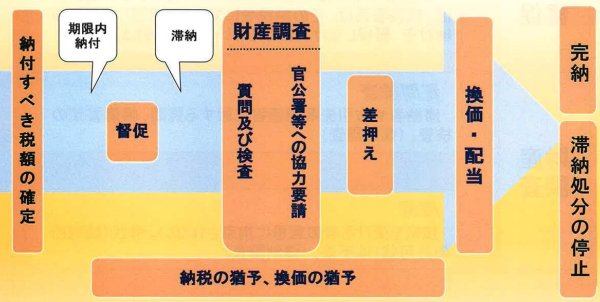 納付すべき税額の確定
期限内
納付
督促
滞納
財産調査
質問及び検査
官公署等への協力要請
差押え
換価・配当
完納
滞納処分の停止
納税の猶予、換価の猶予